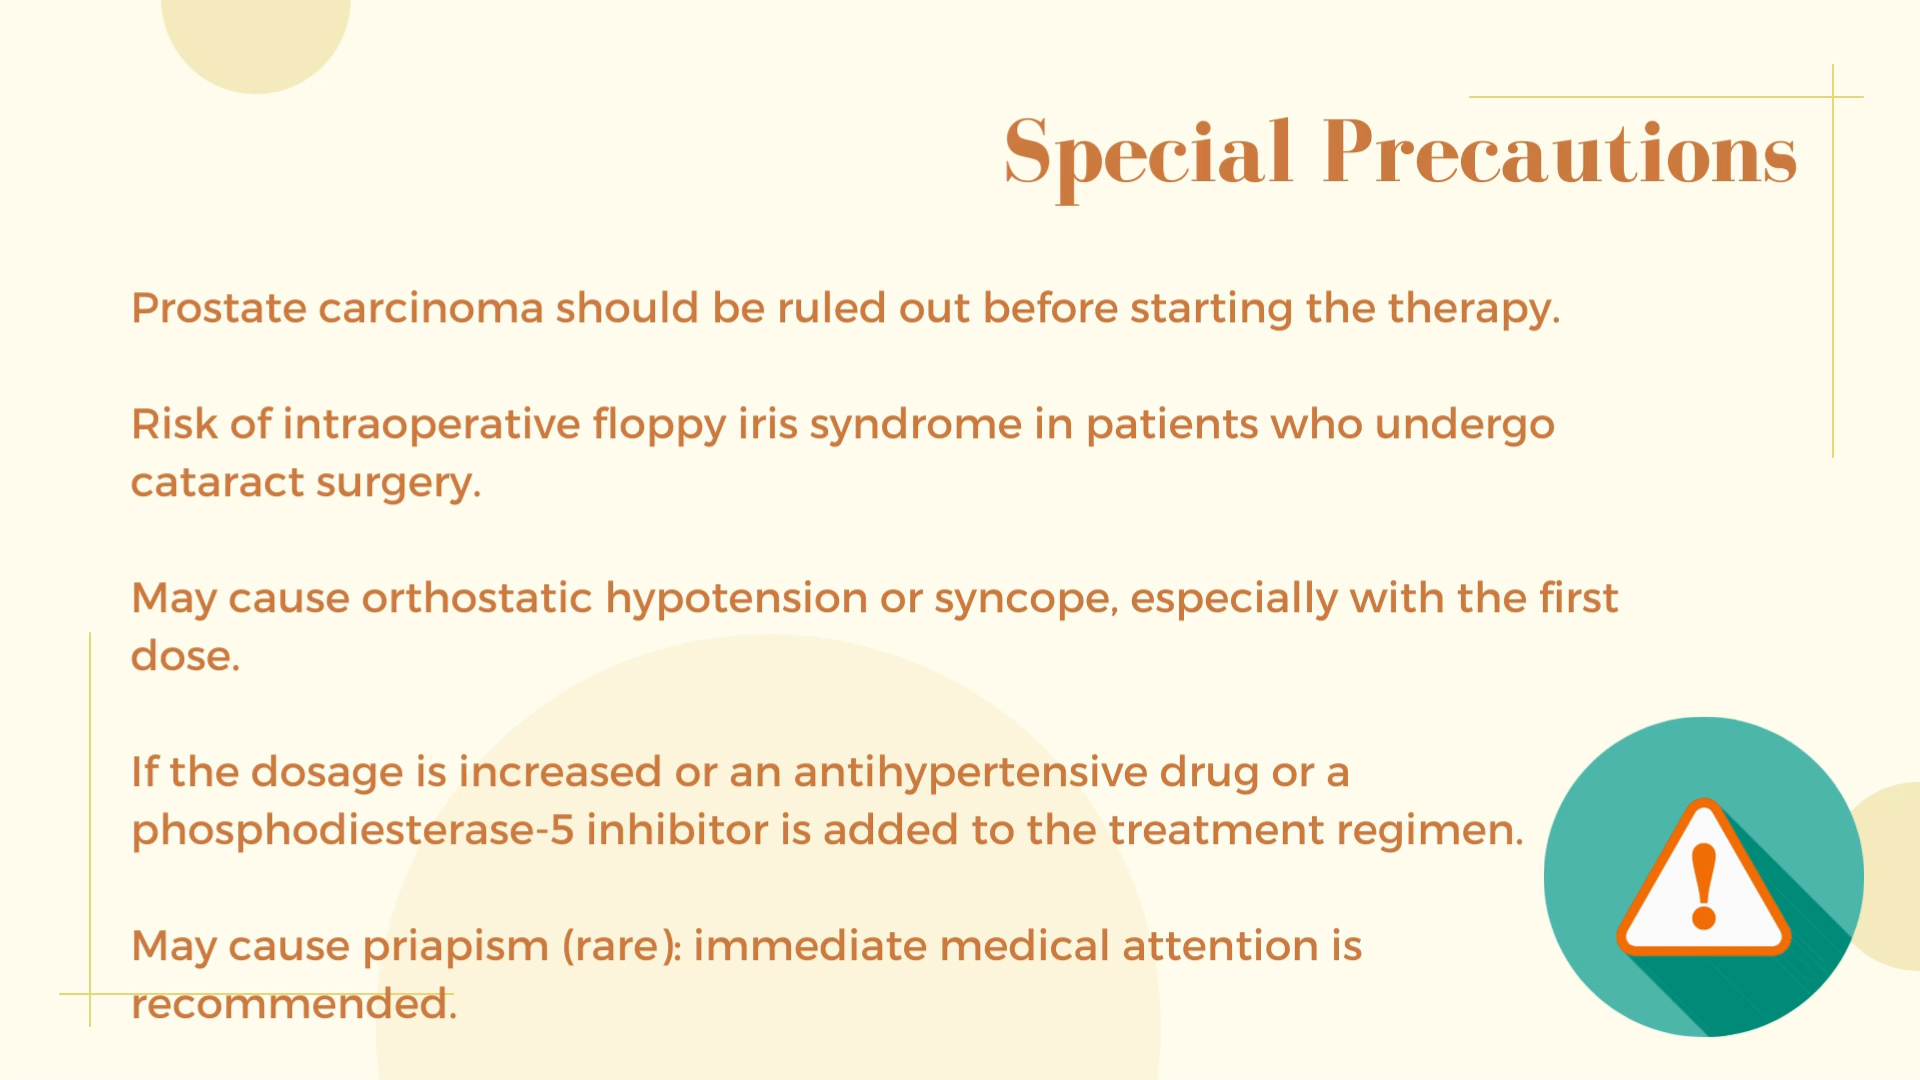 Special Precautions
Prostate carcinoma should be ruled out before starting the therapy.
Risk of intraoperative floppy iris syndrome in patients who undergo
cataract surgery.
May cause orthostatic hypotension or syncope, especially with the first
dose.
If the dosage is increased or an antihypertensive drug or a
phosphodiesterase-5 inhibitor is added to the treatment regimen.
May cause priapism (rare): immediate medical attention is
recommended.